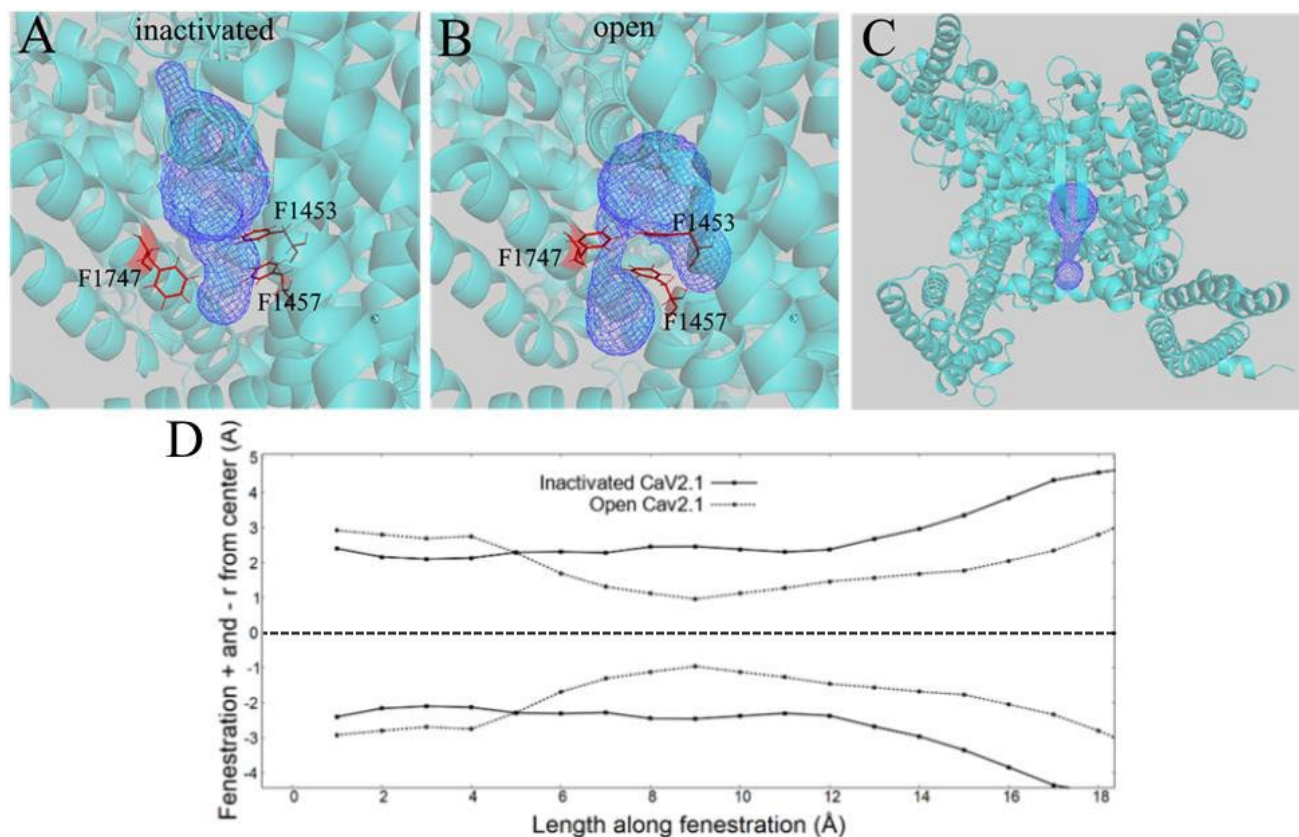 A
inactivated
F1453
F1747
F1457
B
open
F1453
F1747
F1457
C
D
Fenestration + and - r from center (A)
5
4
3
2
1
0
-1
-2
-3
-4
Inactivated CaV2.1
Open Cav2.1
0 2 4 6 8 10 12 14 16 18
Length along fenestration (Å)